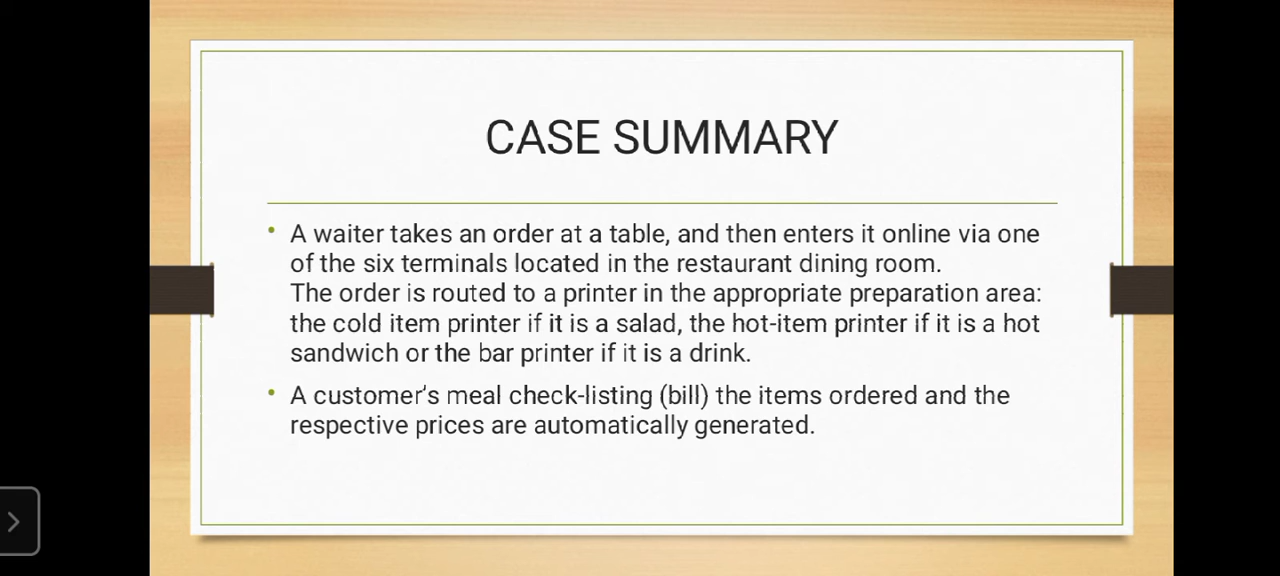 CASE SUMMARY
• A waiter takes an order at a table, and then enters it online via one
of the six terminals located in the restaurant dining room.
The order is routed to a printer in the appropriate preparation area:
the cold item printer if it is a salad, the hot-item printer if it is a hot
sandwich or the bar printer if it is a drink.
• A customer's meal check-listing (bill) the items ordered and the
respective prices are automatically generated.